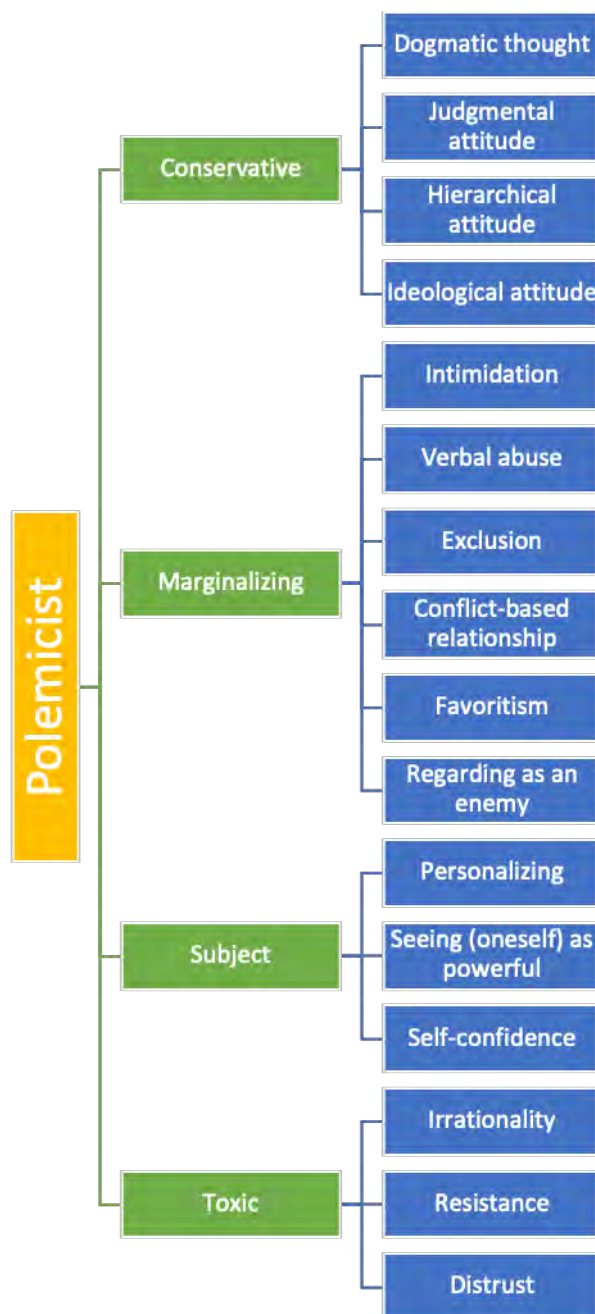 Polemicist
Conservative
Dogmatic thought
Judgmental
attitude
Hierarchical
attitude
Ideological attitude
Marginalizing
Intimidation
Verbal abuse
Exclusion
Conflict-based
relationship
Favoritism
Regarding as an
enemy
Subject
Personalizing
Seeing (oneself) as
powerful
Self-confidence
Toxic
Irrationality
Resistance
Distrust